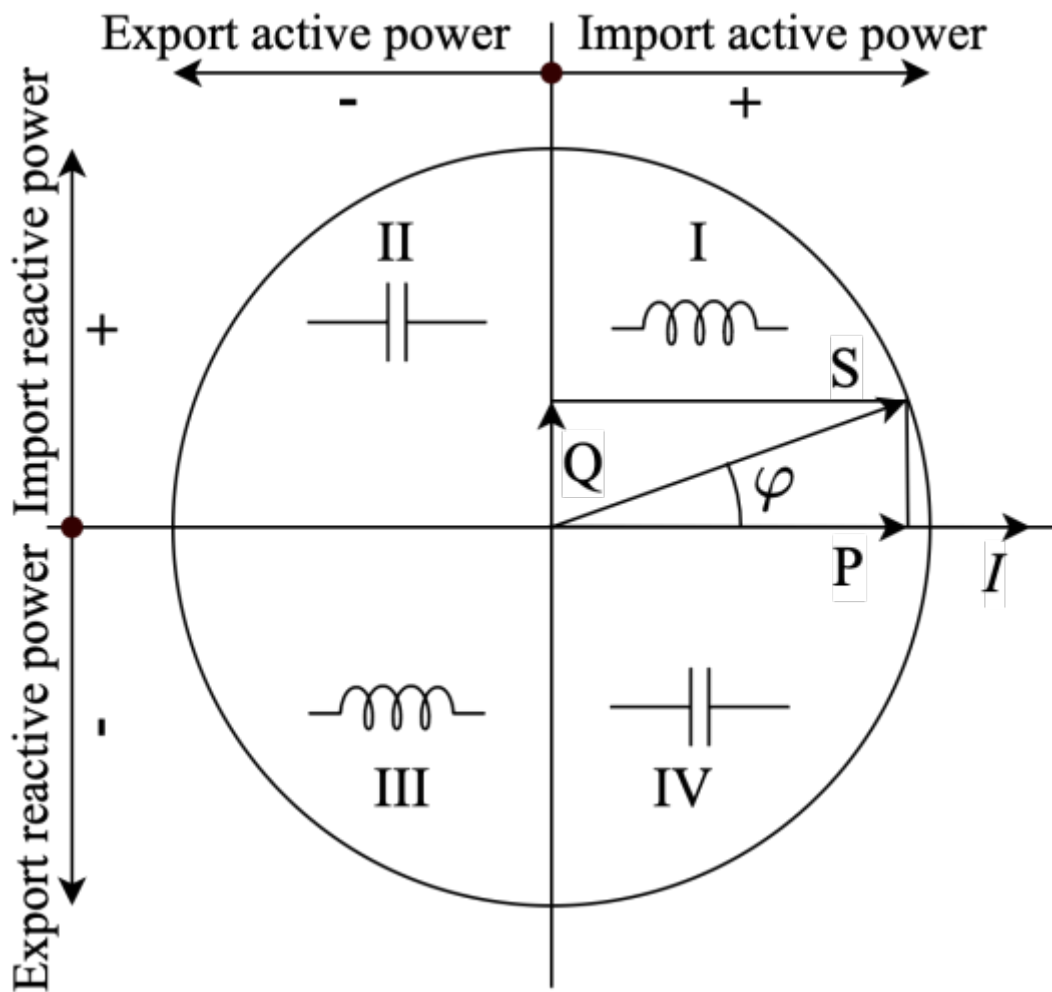 Export active power
Import active power
-
+
Import reactive power
+
II
I
S
Q
φ
P
I
Export reactive power
-
III
IV